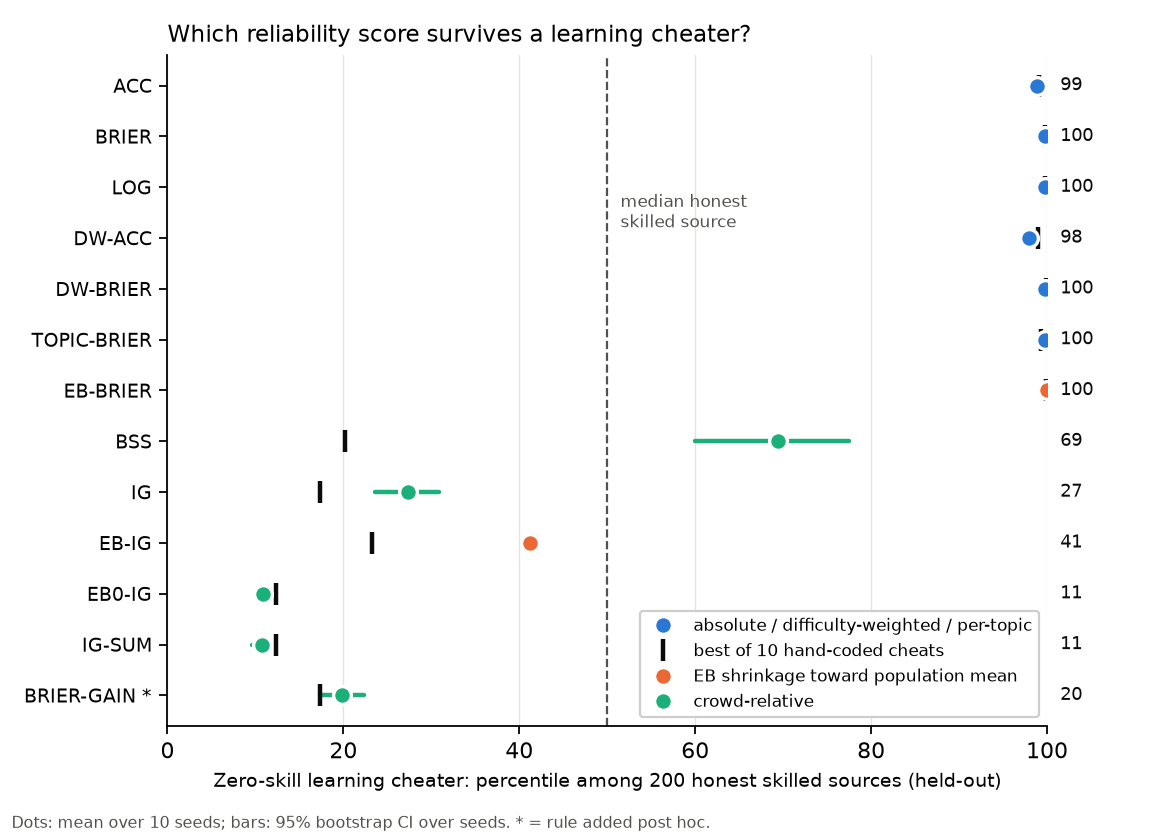 Which reliability score survives a learning cheater?
ACC 99
BRIER 100
LOG 100
median honest
skilled source
DW-ACC 98
DW-BRIER 100
TOPIC-BRIER 100
EB-BRIER 100
BSS 69
IG 27
EB-IG 41
EB0-IG 11
IG-SUM 11
BRIER-GAIN * 20
absolute / difficulty-weighted / per-topic
best of 10 hand-coded cheats
EB shrinkage toward population mean
crowd-relative
0 20 40 60 80 100
Zero-skill learning cheater: percentile among 200 honest skilled sources (held-out)
Dots: mean over 10 seeds; bars: 95% bootstrap CI over seeds. * = rule added post hoc.